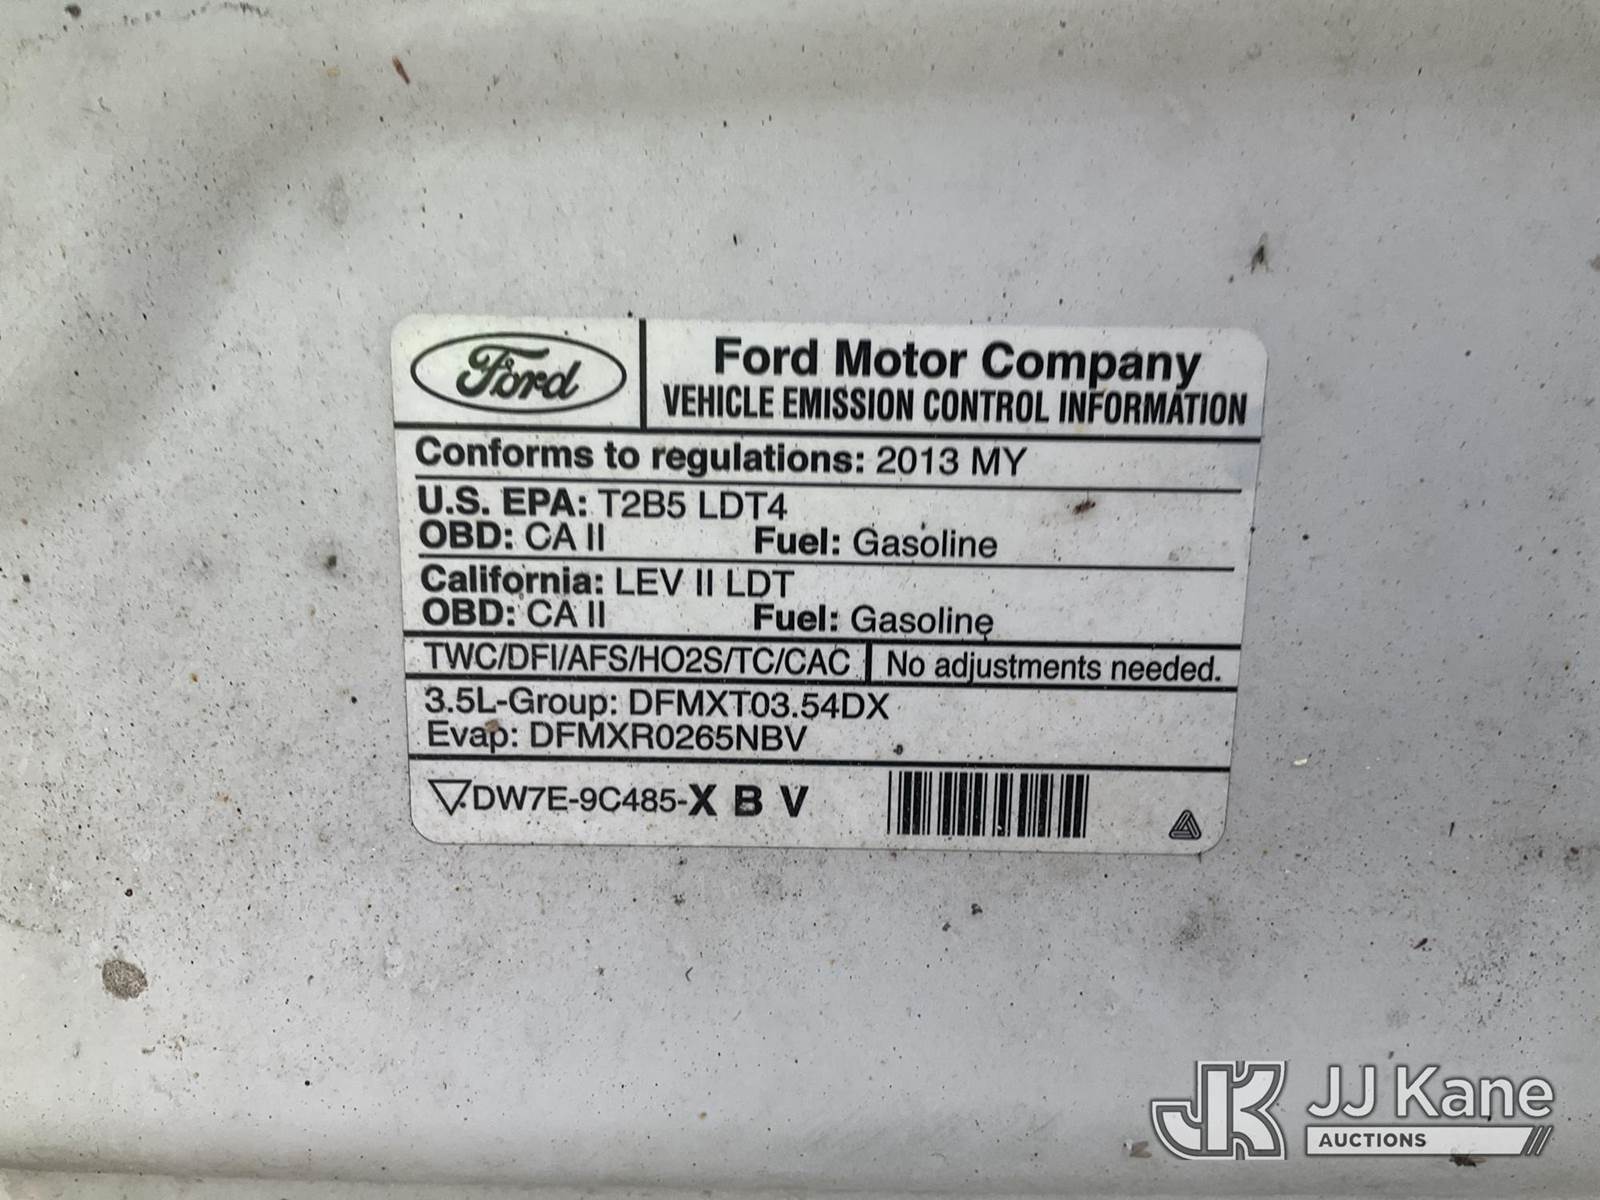 Ford
Ford Motor Company
VEHICLE EMISSION CONTROL INFORMATION
Conforms to regulations: 2013 MY
U.S. EPA: T2B5 LDT4
OBD: CA II Fuel: Gasoline
California: LEV II LDT
OBD: CA II Fuel: Gasoline
TWC/DFI/AFS/HO2S/TC/CAC No adjustments needed.
3.5L-Group: DFMXT03.54DX
Evap: DFMXR0265NBV
DW7E-9C485-X B V
JK JJ Kane
AUCTIONS